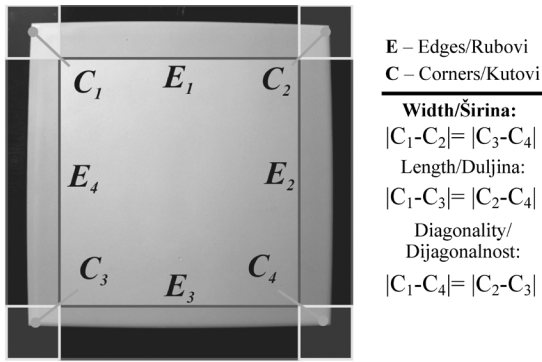 C1 E1 C2
E4 E2
C3 E3 C4
E – Edges/Rubovi
C – Corners/Kutovi
Width/Širina:
|C1-C2|= |C3-C4|
Length/Duljina:
|C1-C3|= |C2-C4|
Diagonality/
Dijagonalnost:
|C1-C4|= |C2-C3|